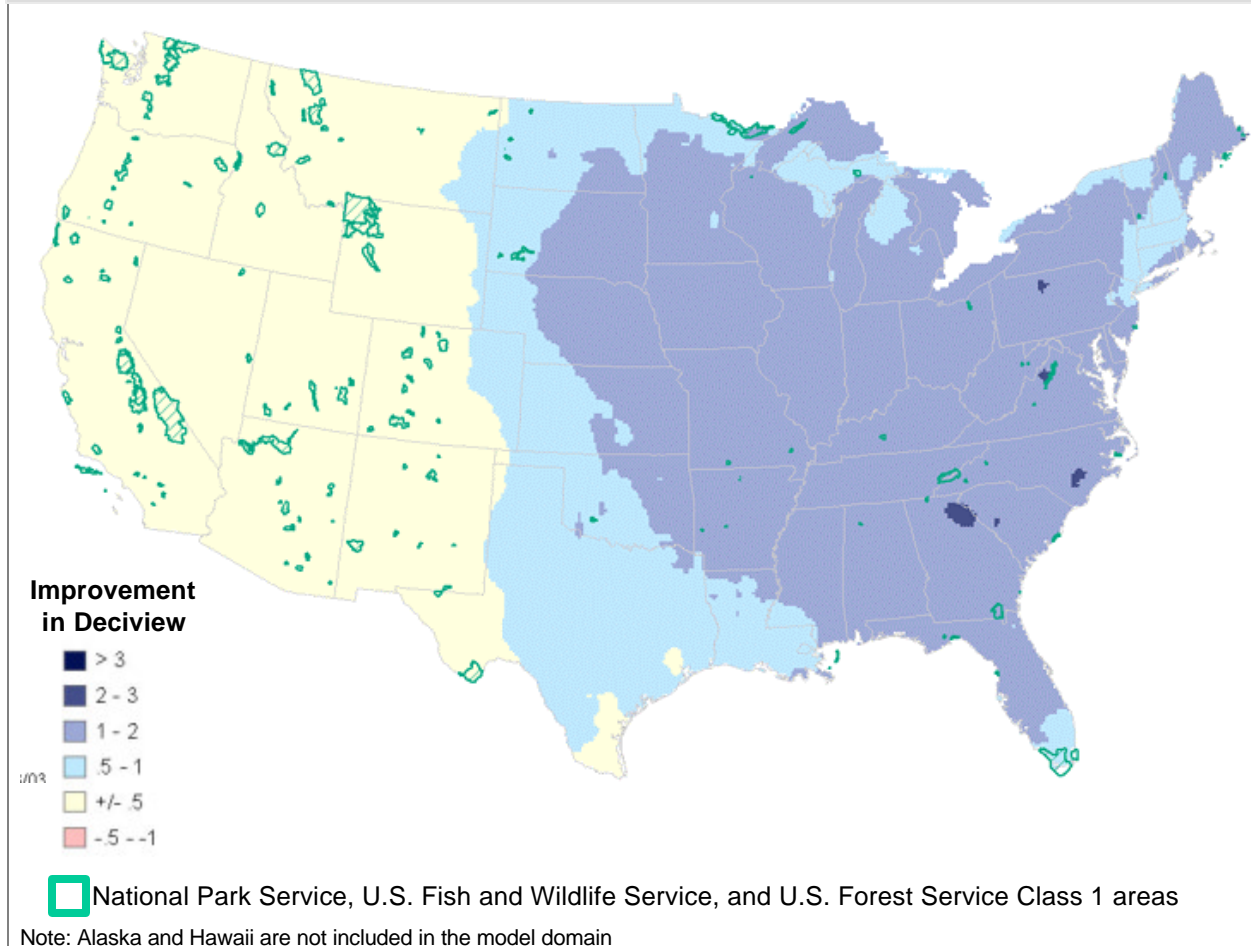 Improvement
in Deciview
> 3
2 - 3
1 - 2
.5 - 1
+/- .5
-.5 - -1
National Park Service, U.S. Fish and Wildlife Service, and U.S. Forest Service Class 1 areas
Note: Alaska and Hawaii are not included in the model domain